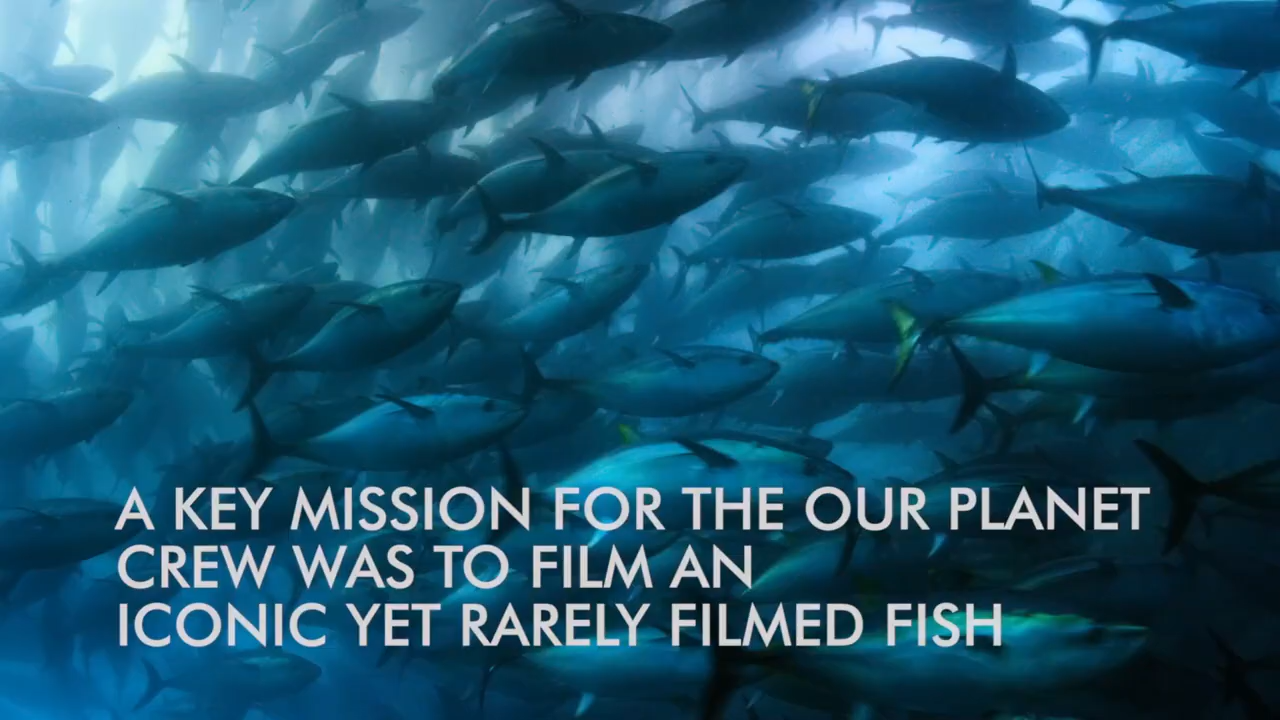 A KEY MISSION FOR THE OUR PLANET
CREW WAS TO FILM AN
ICONIC YET RARELY FILMED FISH